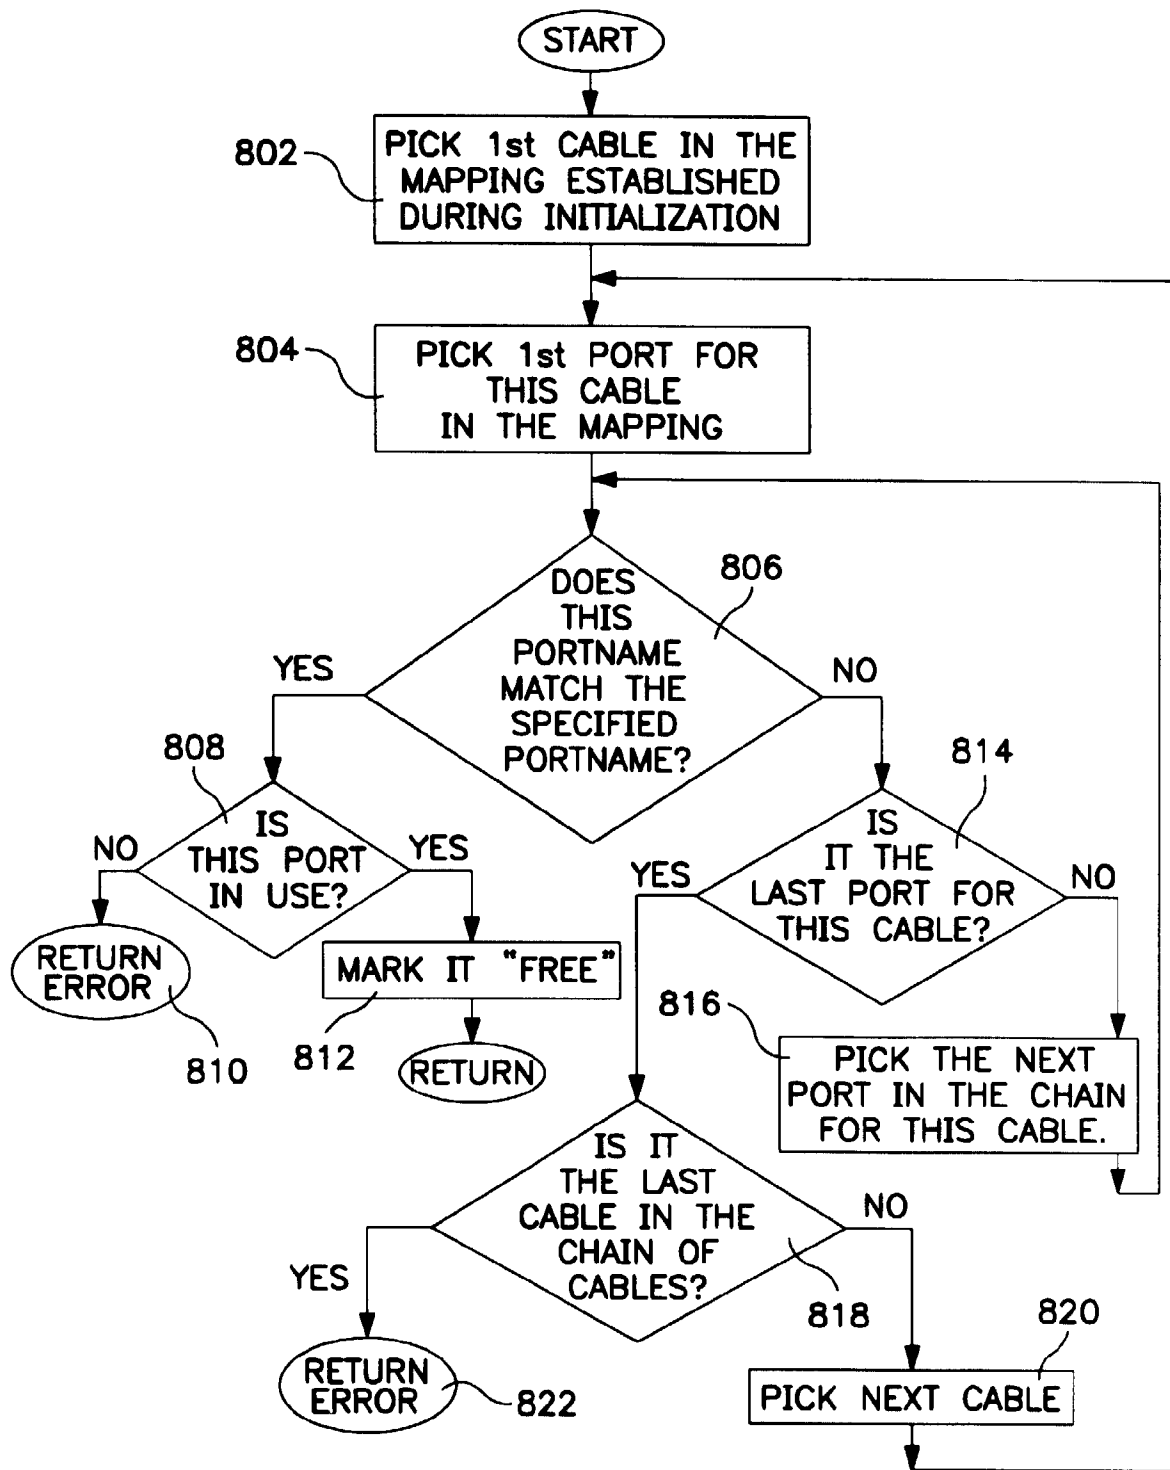 START
802
PICK 1st CABLE IN THE
MAPPING ESTABLISHED
DURING INITIALIZATION
804
PICK 1st PORT FOR
THIS CABLE
IN THE MAPPING
806
DOES
THIS
PORTNAME
MATCH THE
SPECIFIED
PORTNAME?
YES
NO
808
IS
THIS PORT
IN USE?
NO
YES
RETURN
ERROR
810
MARK IT "FREE"
812
RETURN
814
IS
IT THE
LAST PORT FOR
THIS CABLE?
YES
NO
816
PICK THE NEXT
PORT IN THE CHAIN
FOR THIS CABLE.
IS IT
THE LAST
CABLE IN THE
CHAIN OF
CABLES?
818
YES
NO
RETURN
ERROR
822
820
PICK NEXT CABLE